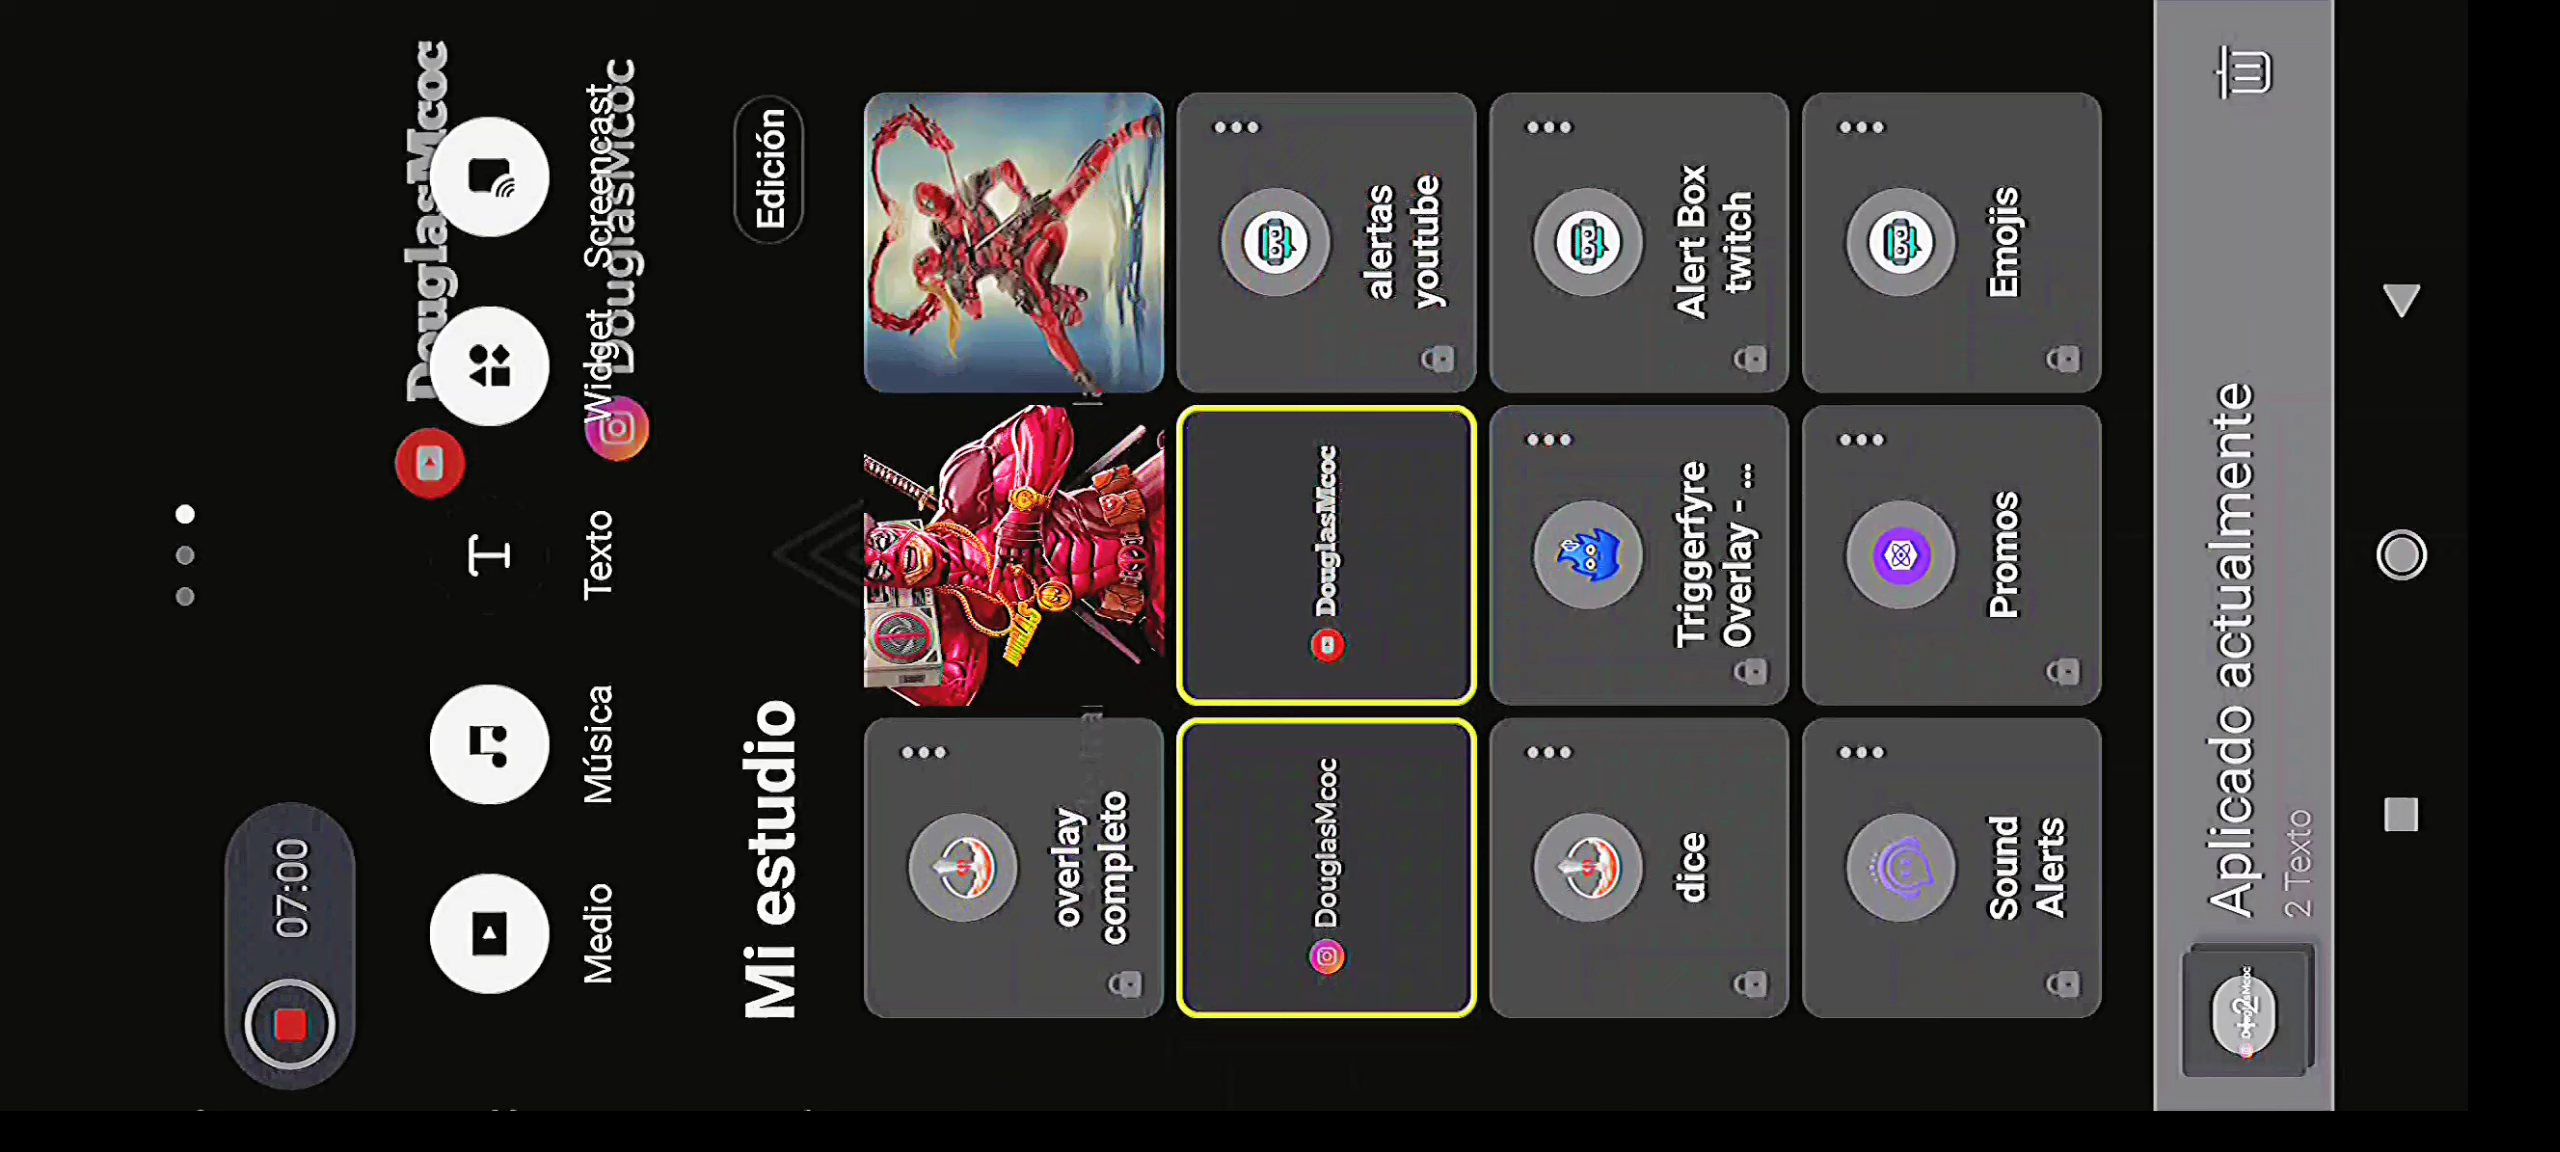 07:00
DouglasMcoc
DouglasMcoc
Medio
Música
Texto
Widget
Screencast
Mi estudio
Edición
overlay
completo
DouglasMcoc
DouglasMcoc
alertas
youtube
dice
Triggerfyre
Overlay - ...
Alert Box
twitch
Sound
Alerts
Promos
Emojis
+2
Aplicado actualmente
2 Texto